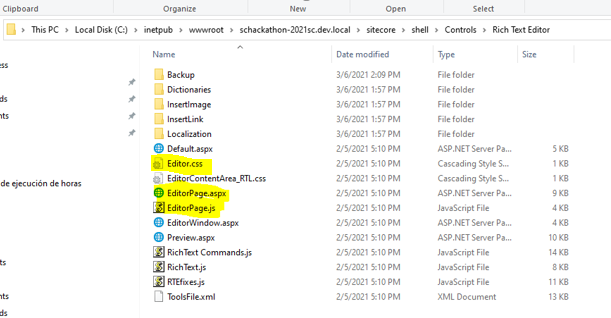 Clipboard Organize New Open Select
This PC > Local Disk (C:) > inetpub > wwwroot > schackathon-2021sc.dev.local > sitecore > shell > Controls > Rich Text Editor
Name Date modified Type Size
Backup 3/6/2021 2:09 PM File folder
Dictionaries 3/6/2021 1:57 PM File folder
InsertImage 3/6/2021 1:57 PM File folder
InsertLink 3/6/2021 1:57 PM File folder
Localization 3/6/2021 1:57 PM File folder
Default.aspx 2/5/2021 5:10 PM ASP.NET Server Pa... 5 KB
Editor.css 2/5/2021 5:10 PM Cascading Style S... 1 KB
de ejecución de horas EditorContentArea_RTL.css 2/5/2021 5:10 PM Cascading Style S... 1 KB
EditorPage.aspx 2/5/2021 5:10 PM ASP.NET Server Pa... 9 KB
EditorPage.js 2/5/2021 5:10 PM JavaScript File 4 KB
EditorWindow.aspx 2/5/2021 5:10 PM ASP.NET Server Pa... 3 KB
Preview.aspx 2/5/2021 5:10 PM ASP.NET Server Pa... 10 KB
RichText Commands.js 2/5/2021 5:10 PM JavaScript File 14 KB
RichText.js 2/5/2021 5:10 PM JavaScript File 8 KB
RTEfixes.js 2/5/2021 5:10 PM JavaScript File 11 KB
ToolsFile.xml 2/5/2021 5:10 PM XML Document 13 KB